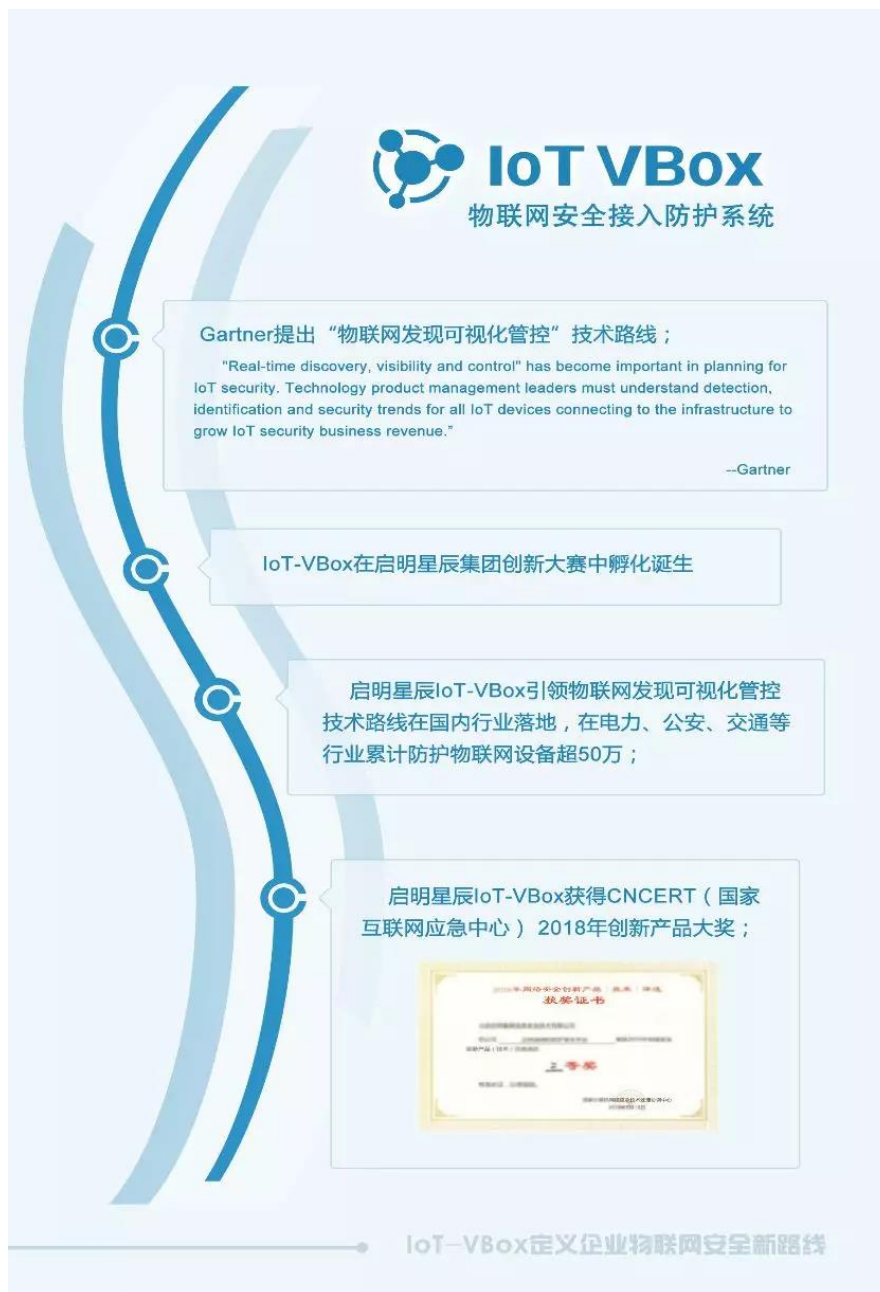 IoT VBox
物联网安全接入防护系统
Gartner提出“物联网发现可视化管控”技术路线；
"Real-time discovery, visibility and control" has become important in planning for
IoT security. Technology product management leaders must understand detection,
identification and security trends for all IoT devices connecting to the infrastructure to
grow IoT security business revenue."
--Gartner
IoT-VBox在启明星辰集团创新大赛中孵化诞生
启明星辰IoT-VBox引领物联网发现可视化管控
技术路线在国内行业落地，在电力、公安、交通等
行业累计防护物联网设备超50万；
启明星辰IoT-VBox获得CNCERT（国家
互联网应急中心） 2018年创新产品大奖；
获奖证书
等奖
IoT-VBox定义企业物联网安全新路线